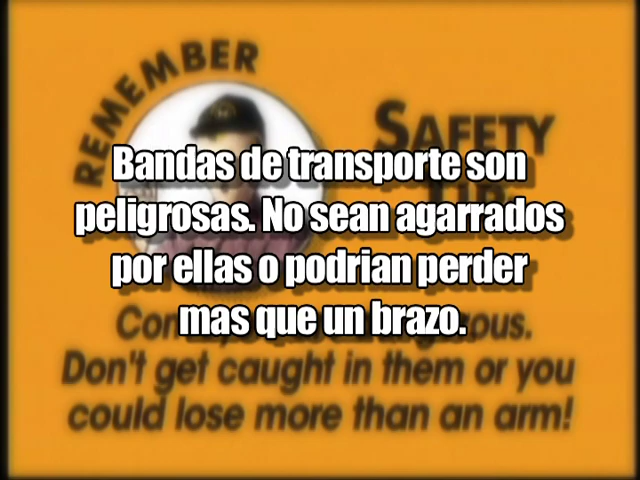 REMEMBER
SAFETY
TIP
Bandas de transporte son
peligrosas. No sean agarrados
por ellas o podrian perder
mas que un brazo.
Don't get caught in them or you
could lose more than an arm!